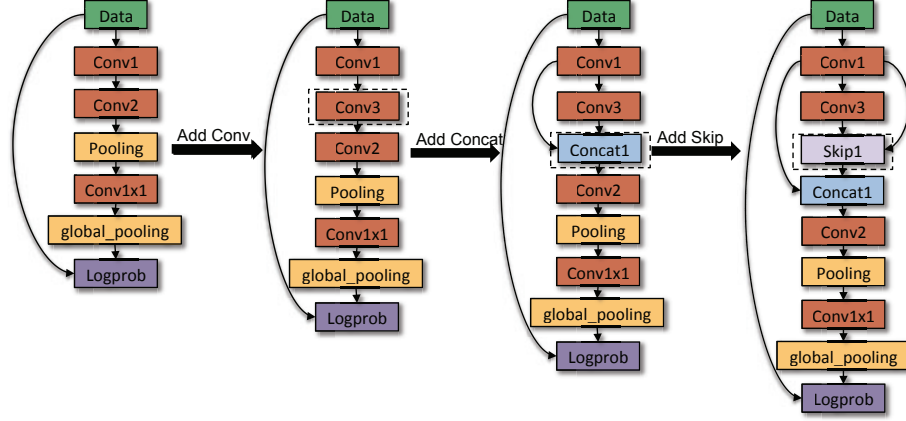 Data
Conv1
Conv2
Pooling
Conv1x1
global_pooling
Logprob
Add Conv
Data
Conv1
Conv3
Conv2
Pooling
Conv1x1
global_pooling
Logprob
Add Concat
Data
Conv1
Conv3
Concat1
Conv2
Pooling
Conv1x1
global_pooling
Logprob
Add Skip
Data
Conv1
Conv3
Skip1
Concat1
Conv2
Pooling
Conv1x1
global_pooling
Logprob